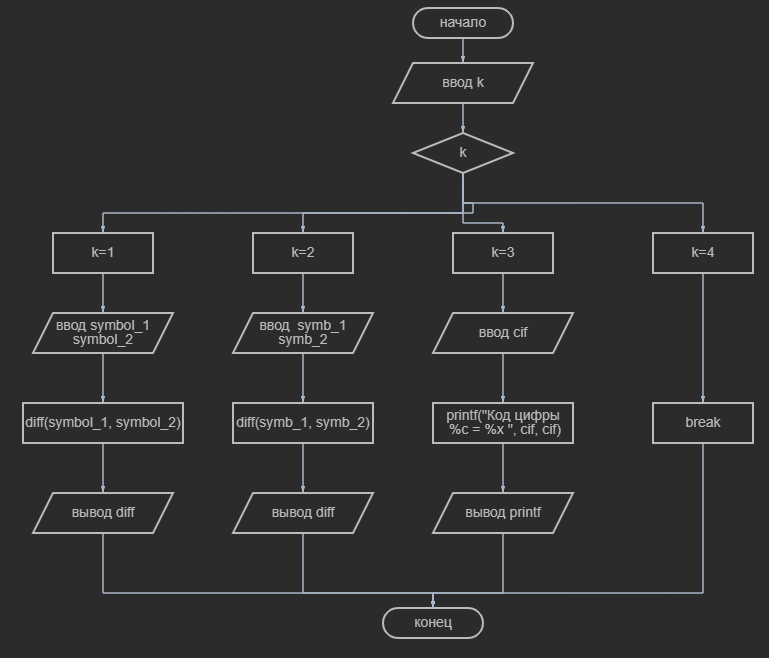 начало
ввод k
k
k=1
k=2
k=3
k=4
ввод symbol_1
symbol_2
ввод  symb_1
symb_2
ввод cif
diff(symbol_1, symbol_2)
diff(symb_1, symb_2)
printf("Код цифры
%c = %x ", cif, cif)
break
вывод diff
вывод diff
вывод printf
конец